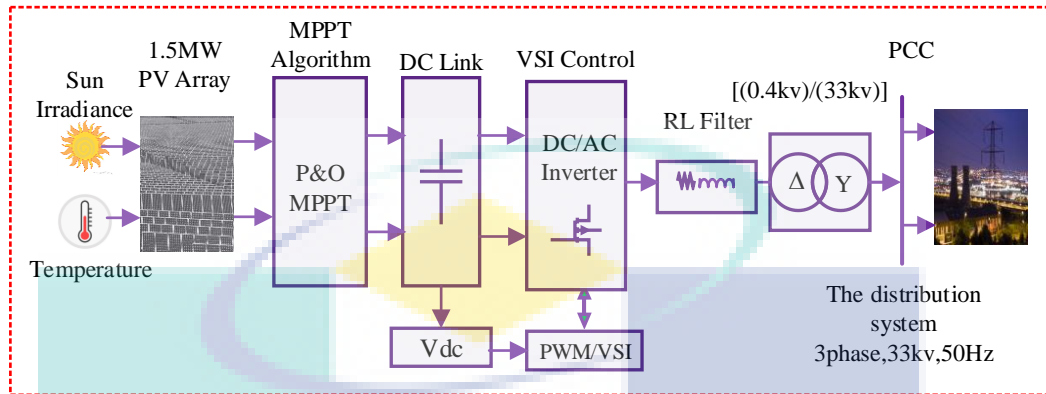 Sun
Irradiance
Temperature
1.5MW
PV Array
MPPT
Algorithm
P&O
MPPT
DC Link
Vdc
VSI Control
DC/AC
Inverter
PWM/VSI
RL Filter
[(0.4kv)/(33kv)]
Δ
Y
PCC
The distribution
system
3phase,33kv,50Hz